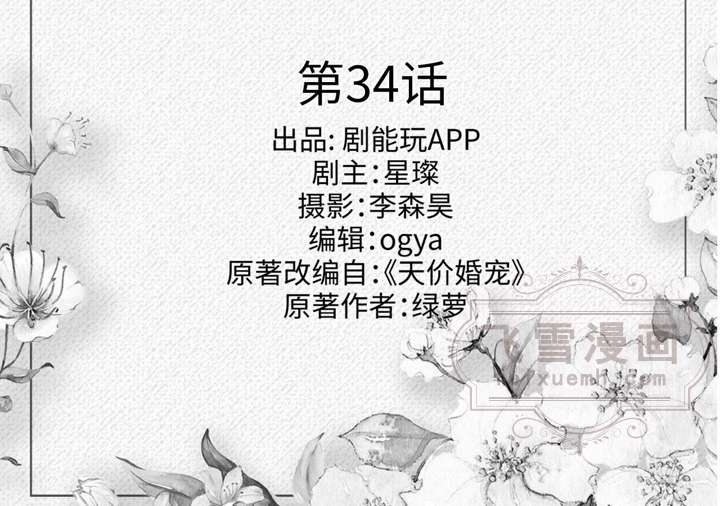 第34话
出品: 剧能玩APP
剧主:星璨
摄影:李森昊
编辑:ogya
原著改编自:《天价婚宠》
原著作者:绿萝
飞雪漫画